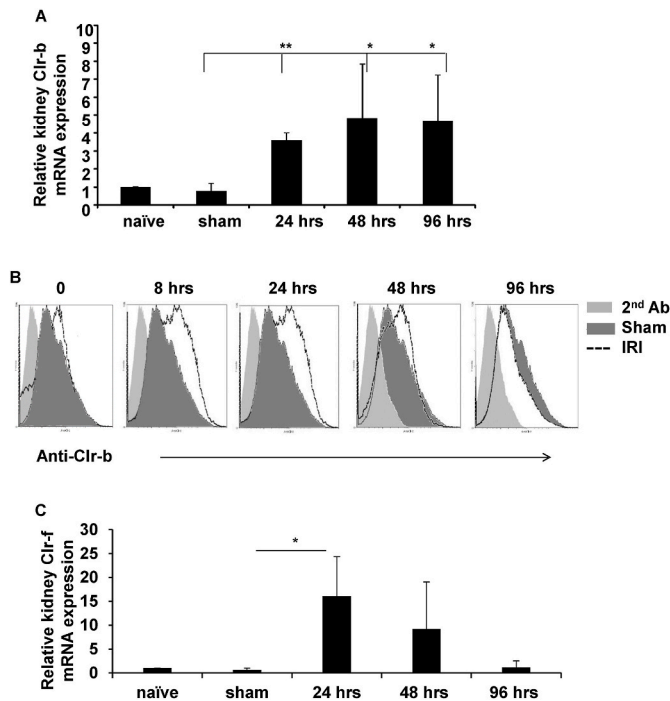 A
Relative kidney Clr-b
mRNA expression
10
9
8
7
6
5
4
3
2
1
0
**
*
*
naïve sham 24 hrs 48 hrs 96 hrs
B
0 8 hrs 24 hrs 48 hrs 96 hrs
2nd Ab
Sham
IRI
Anti-Clr-b
C
Relative kidney Clr-f
mRNA expression
30
25
20
15
10
5
0
*
naïve sham 24 hrs 48 hrs 96 hrs